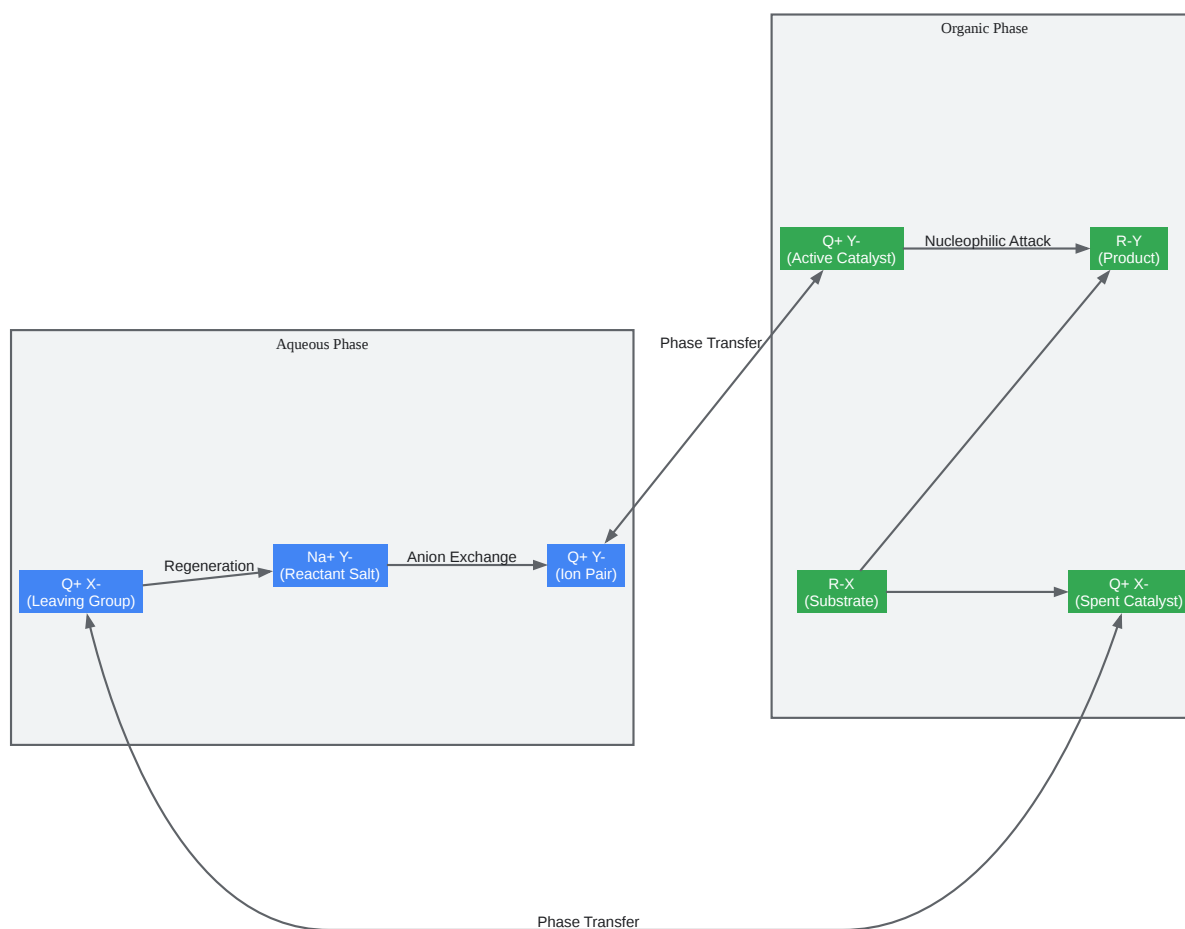 Organic Phase
Q+ Y-
(Active Catalyst)
Nucleophilic Attack
R-Y
(Product)
Phase Transfer
Aqueous Phase
Q+ X-
(Leaving Group)
Regeneration
Na+ Y-
(Reactant Salt)
Anion Exchange
Q+ Y-
(Ion Pair)
R-X
(Substrate)
Q+ X-
(Spent Catalyst)
Phase Transfer